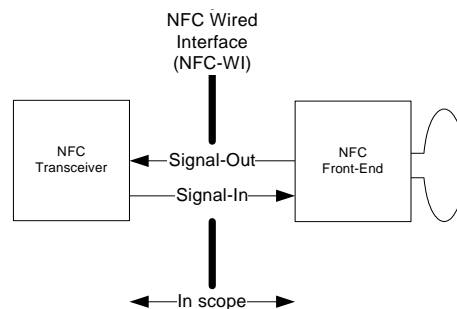 NFC Wired
Interface
(NFC-WI)
NFC
Transceiver
Signal-Out
Signal-In
NFC
Front-End
In scope